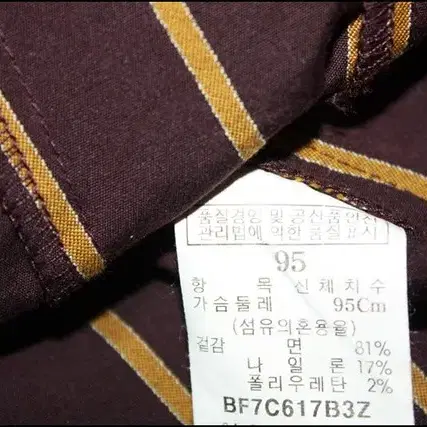 품질경영 및 공산품안전
관리법에 의한 품질표시
95
항 목 신체치수
가슴둘레 95Cm
(섬유의혼용율)
겉감 면 81%
나일론 17%
폴리우레탄 2%
BF7C617B3Z